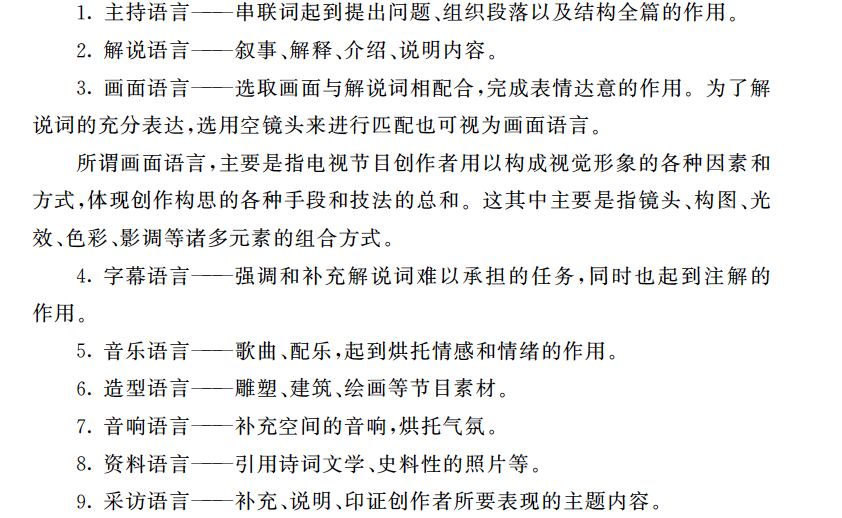 1. 主持语言——串联词起到提出问题、组织段落以及结构全篇的作用。
2. 解说语言——叙事、解释、介绍、说明内容。
3. 画面语言——选取画面与解说词相配合,完成表情达意的作用。为了解
说词的充分表达,选用空镜头来进行匹配也可视为画面语言。
所谓画面语言,主要是指电视节目创作者用以构成视觉形象的各种因素和
方式,体现创作构思的各种手段和技法的总和。这其中主要是指镜头、构图、光
效、色彩、影调等诸多元素的组合方式。
4. 字幕语言——强调和补充解说词难以承担的任务,同时也起到注解的
作用。
5. 音乐语言——歌曲、配乐,起到烘托情感和情绪的作用。
6. 造型语言——雕塑、建筑、绘画等节目素材。
7. 音响语言——补充空间的音响,烘托气氛。
8. 资料语言——引用诗词文学、史料性的照片等。
9. 采访语言——补充、说明、印证创作者所要表现的主题内容。